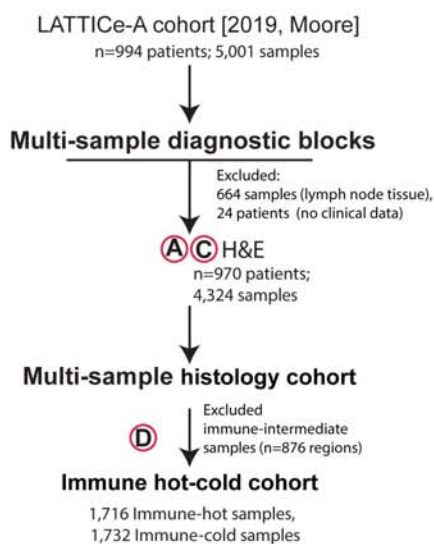 LATTICe-A cohort [2019, Moore]
n=994 patients; 5,001 samples
Multi-sample diagnostic blocks
Excluded:
664 samples (lymph node tissue),
24 patients (no clinical data)
A C H&E
n=970 patients;
4,324 samples
Multi-sample histology cohort
Excluded
immune-intermediate
samples (n=876 regions)
D
Immune hot-cold cohort
1,716 Immune-hot samples,
1,732 Immune-cold samples